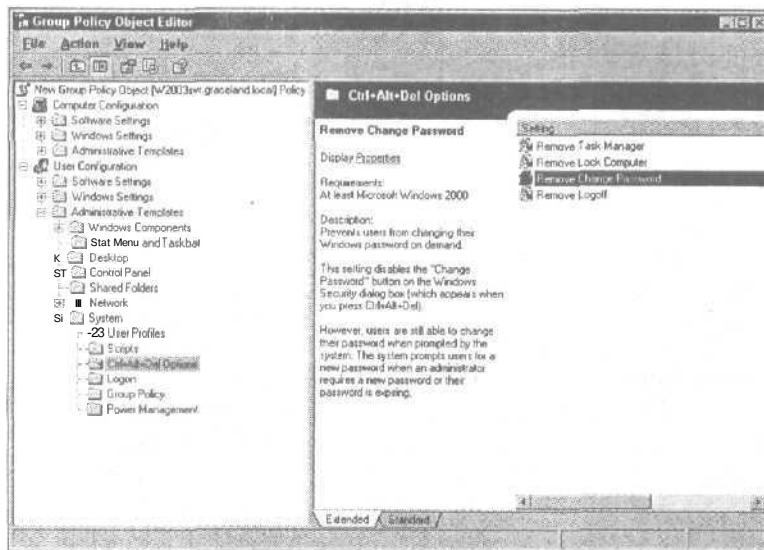 Group Policy Object Editor
File Action View Help
New Group Policy Object [W2003svr.graceland.local] Policy
Computer Configuration
Software Settings
Windows Settings
Administrative Templates
User Configuration
Software Settings
Windows Settings
Administrative Templates
Windows Components
Stat Menu and Taskbat
K Desktop
ST Control Panel
Shared Folders
Network
Si System
-23 User Profiles
Scripts
Ctrl+Alt+Del Options
Logon
Group Policy
Power Management
Ctrl+Alt+Del Options
Remove Change Password
Display Properties
Requirements:
At least Microsoft Windows 2000
Description:
Prevents users from changing their
Windows password on demand.
This setting disables the "Change
Password" button on the Windows
Security dialog box (which appears when
you press Ctrl+Alt+Del).
However, users are still able to change
their password when prompted by the
system. The system prompts users for a
new password when an administrator
requires a new password or their
password is expiring.
Setting
Remove Task Manager
Remove Lock Computer
Remove Change Password
Remove Logoff
Extended Standard